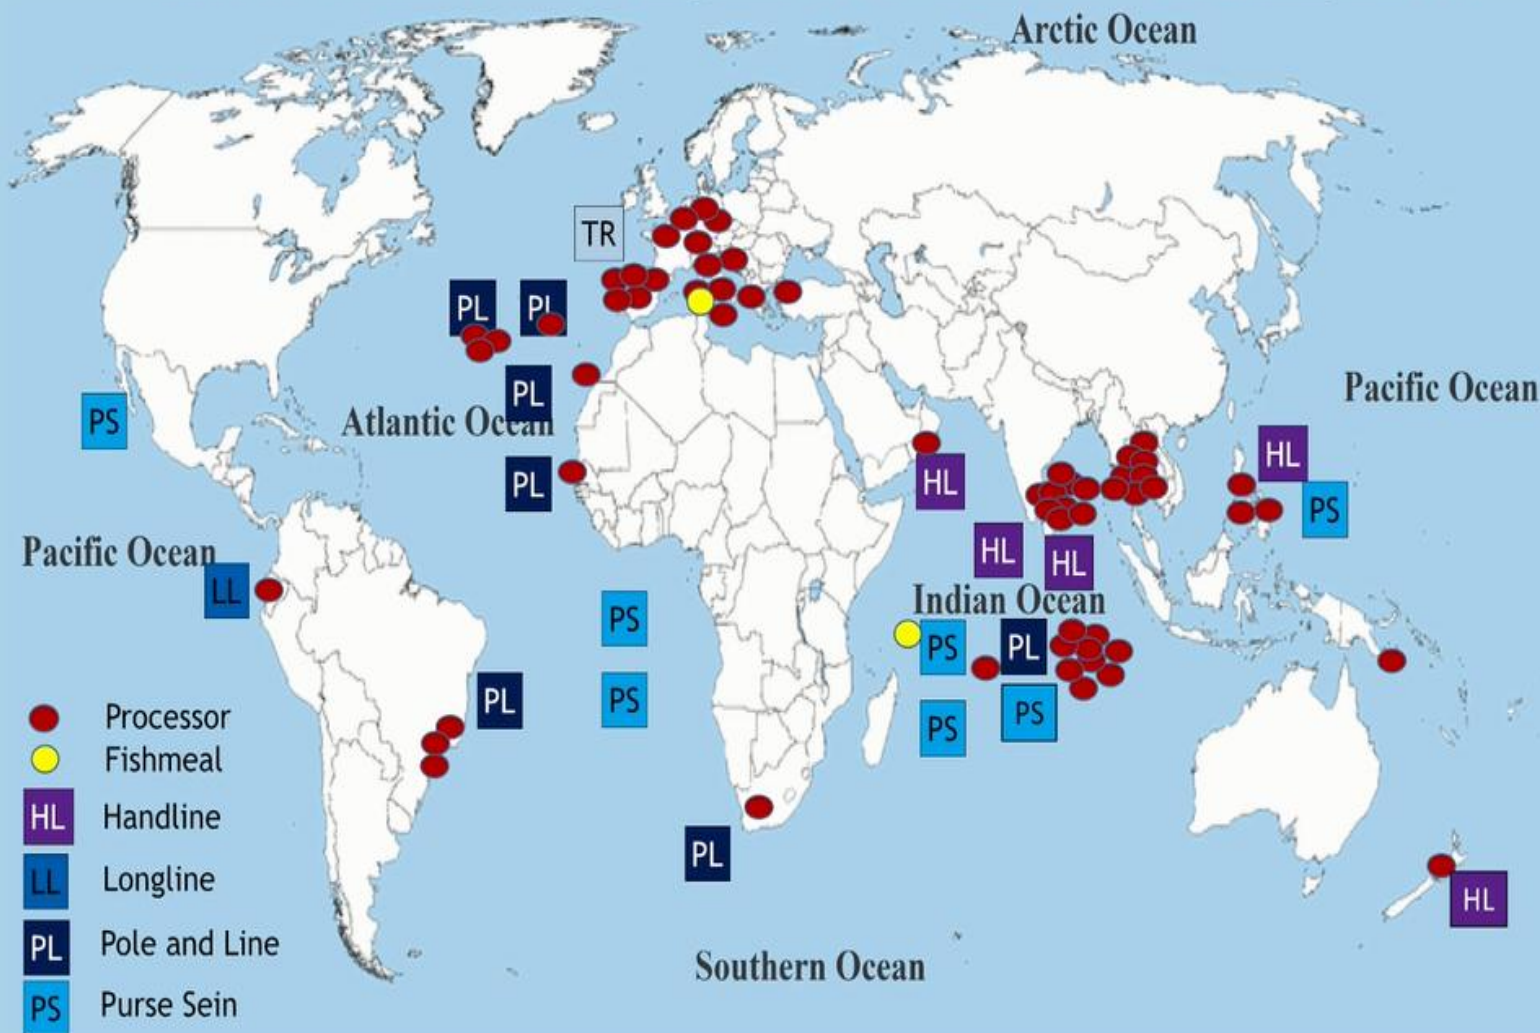 Arctic Ocean
TR
PL
PL
Pacific Ocean
PL
PS
Atlantic Ocean
HL
PL
HL
PS
Pacific Ocean
HL
HL
LL
Indian Ocean
PS
PS
PL
PL
PS
PS
PS
Processor
Fishmeal
HL Handline
PL
LL Longline
HL
PL Pole and Line
Southern Ocean
PS Purse Sein